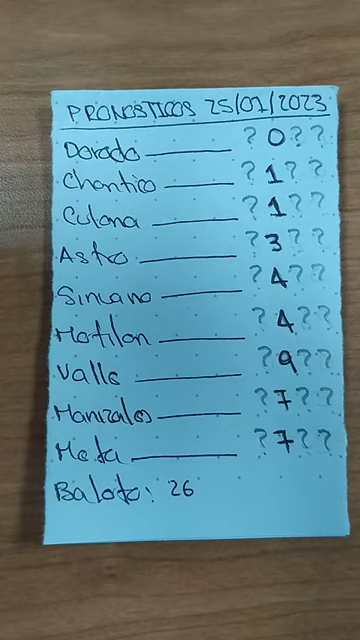 PRONOSTICOS 25/01/2023
Dorado ? 0 ? ?
Chontico ? 1 ? ?
Culona ? 1 ? ?
Astro ? 3 ? ?
Sinuano ? 4 ? ?
Motilon ? 4 ? ?
Valle ? 9 ? ?
Manizales ? 7 ? ?
Meta ? 7 ? ?
Baloto: 26